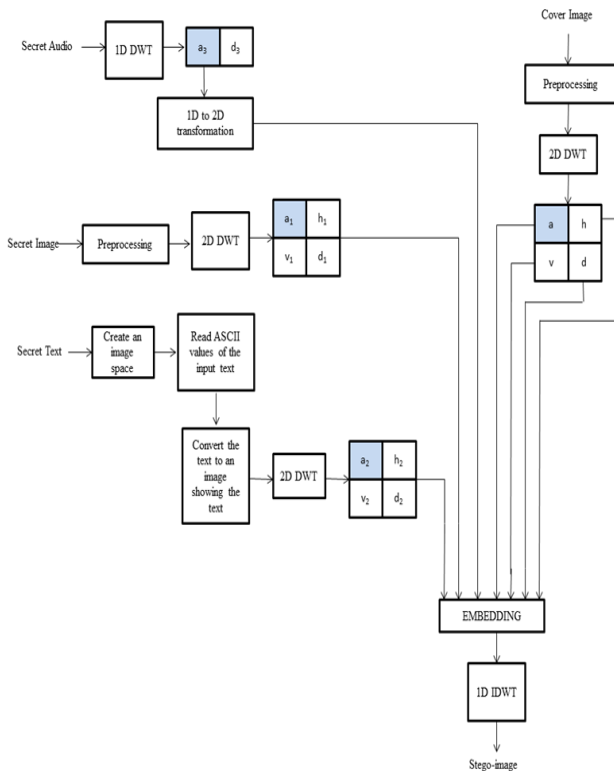 Cover Image
Secret Audio
1D DWT
a3
d3
Preprocessing
1D to 2D
transformation
2D DWT
a
h
v
d
Secret Image
Preprocessing
2D DWT
a1
h1
v1
d1
Secret Text
Create an
image
space
Read ASCII
values of the
input text
Convert the
text to an
image
showing the
text
2D DWT
a2
h2
v2
d2
EMBEDDING
1D IDWT
Stego-image